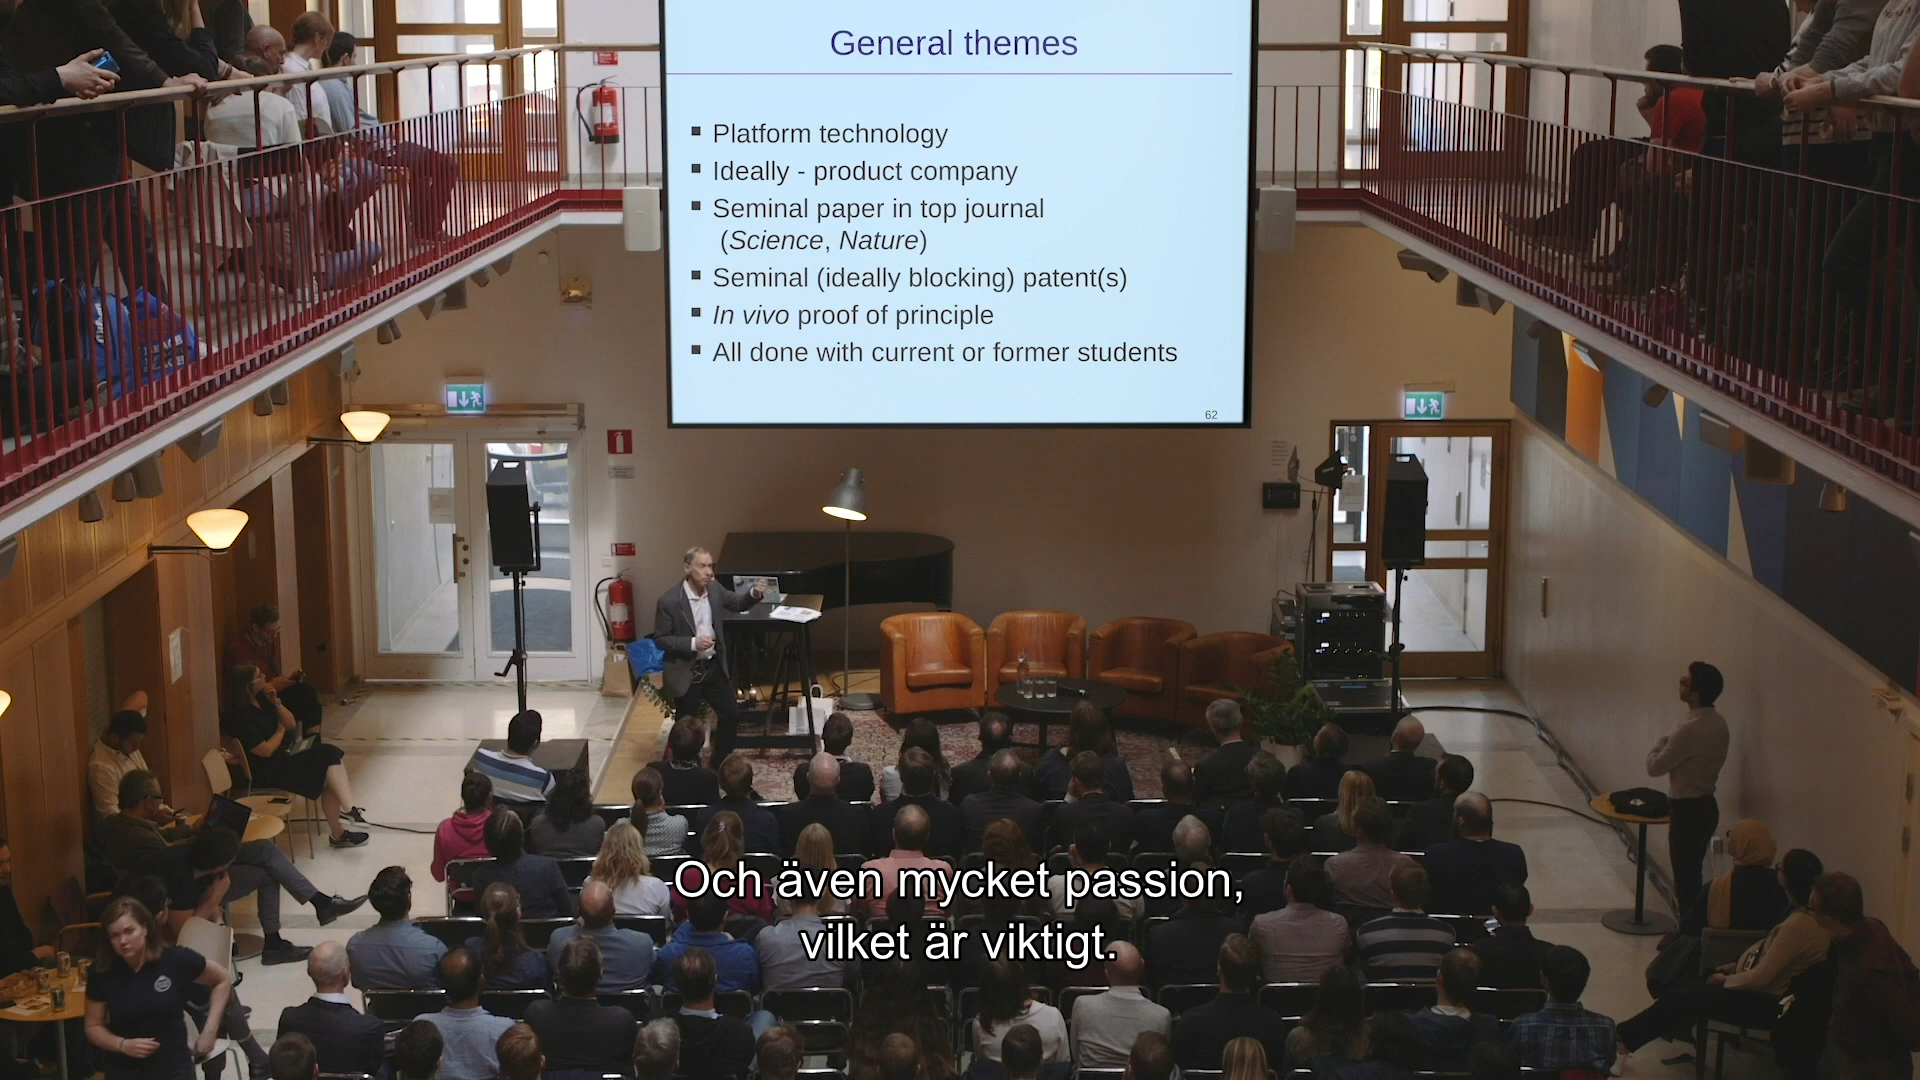 General themes
▪ Platform technology
▪ Ideally - product company
▪ Seminal paper in top journal
(Science, Nature)
▪ Seminal (ideally blocking) patent(s)
▪ In vivo proof of principle
▪ All done with current or former students
62
Och även mycket passion,
vilket är viktigt.